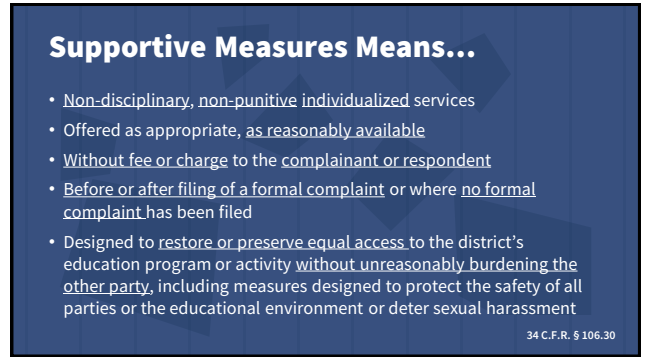 Supportive Measures Means...
• Non-disciplinary, non-punitive individualized services
• Offered as appropriate, as reasonably available
• Without fee or charge to the complainant or respondent
• Before or after filing of a formal complaint or where no formal
complaint has been filed
• Designed to restore or preserve equal access to the district's
education program or activity without unreasonably burdening the
other party, including measures designed to protect the safety of all
parties or the educational environment or deter sexual harassment
34 C.F.R. § 106.30